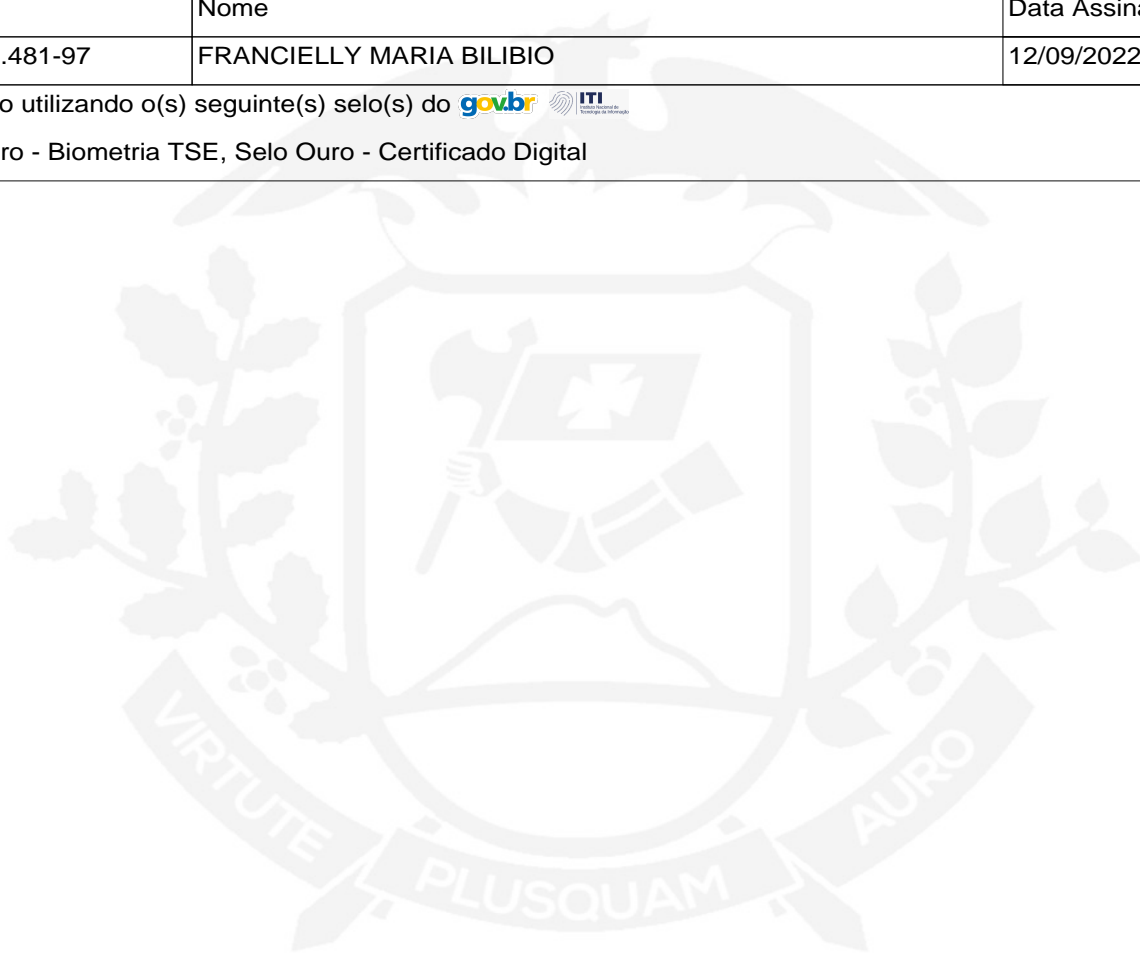 Nome Data Assina
.481-97 FRANCIELLY MARIA BILIBIO 12/09/2022
o utilizando o(s) seguinte(s) selo(s) do gov.br ITI
ro - Biometria TSE, Selo Ouro - Certificado Digital
VIRTUTE PLUSQUAM AURO